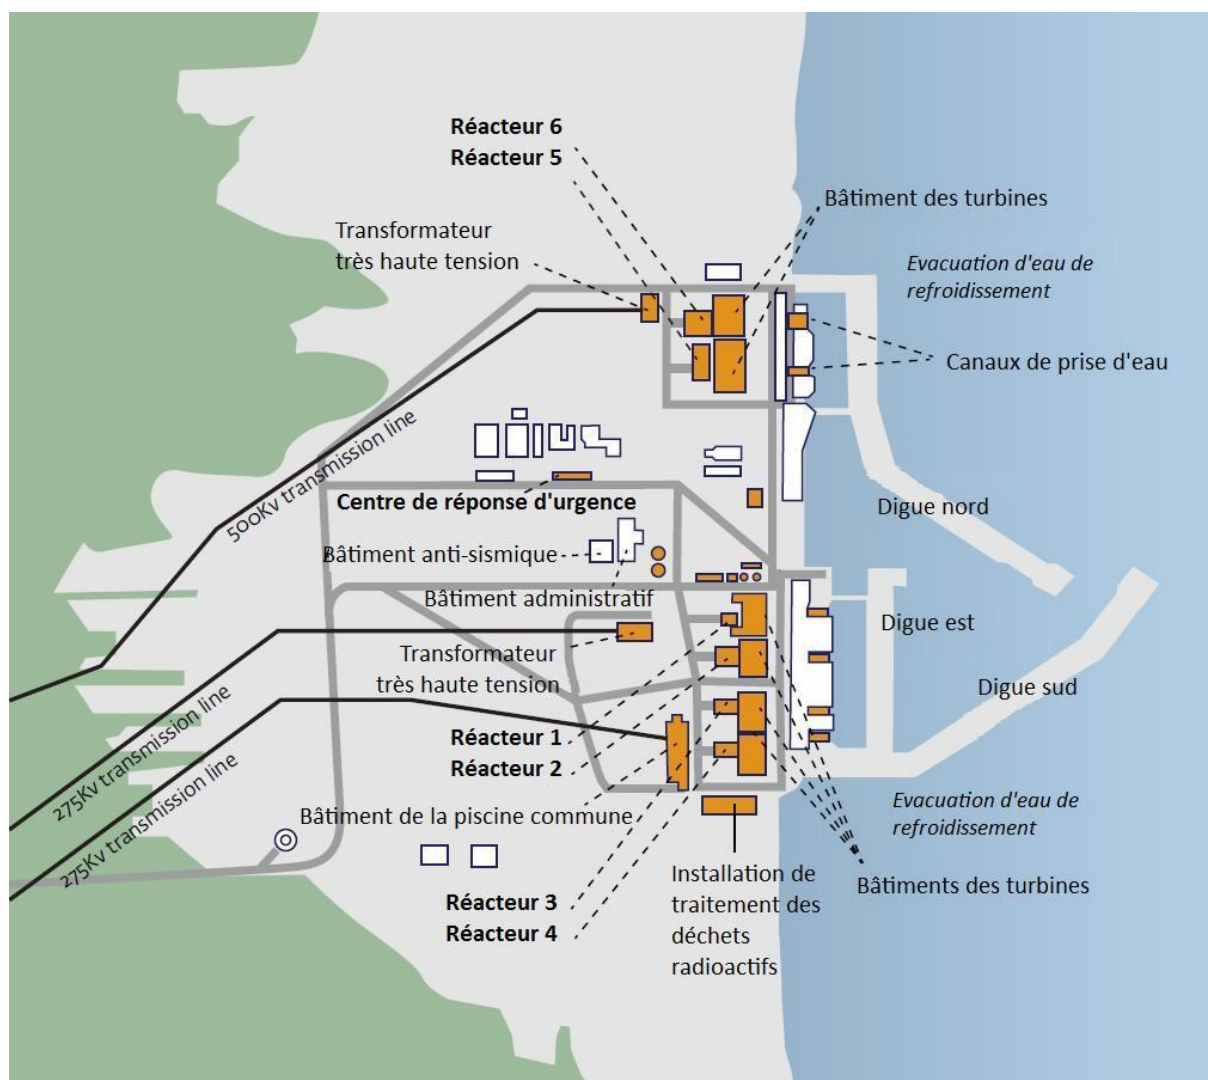 Réacteur 6
Réacteur 5
Bâtiment des turbines
Transformateur
très haute tension
Evacuation d'eau de
refroidissement
Canaux de prise d'eau
500Kv transmission line
Centre de réponse d'urgence
Digue nord
Bâtiment anti-sismique
Bâtiment administratif
Digue est
Transformateur
très haute tension
Digue sud
275Kv transmission line
Réacteur 1
Réacteur 2
275Kv transmission line
Bâtiment de la piscine commune
Evacuation d'eau de
refroidissement
Installation de
traitement des
déchets
radioactifs
Bâtiments des turbines
Réacteur 3
Réacteur 4